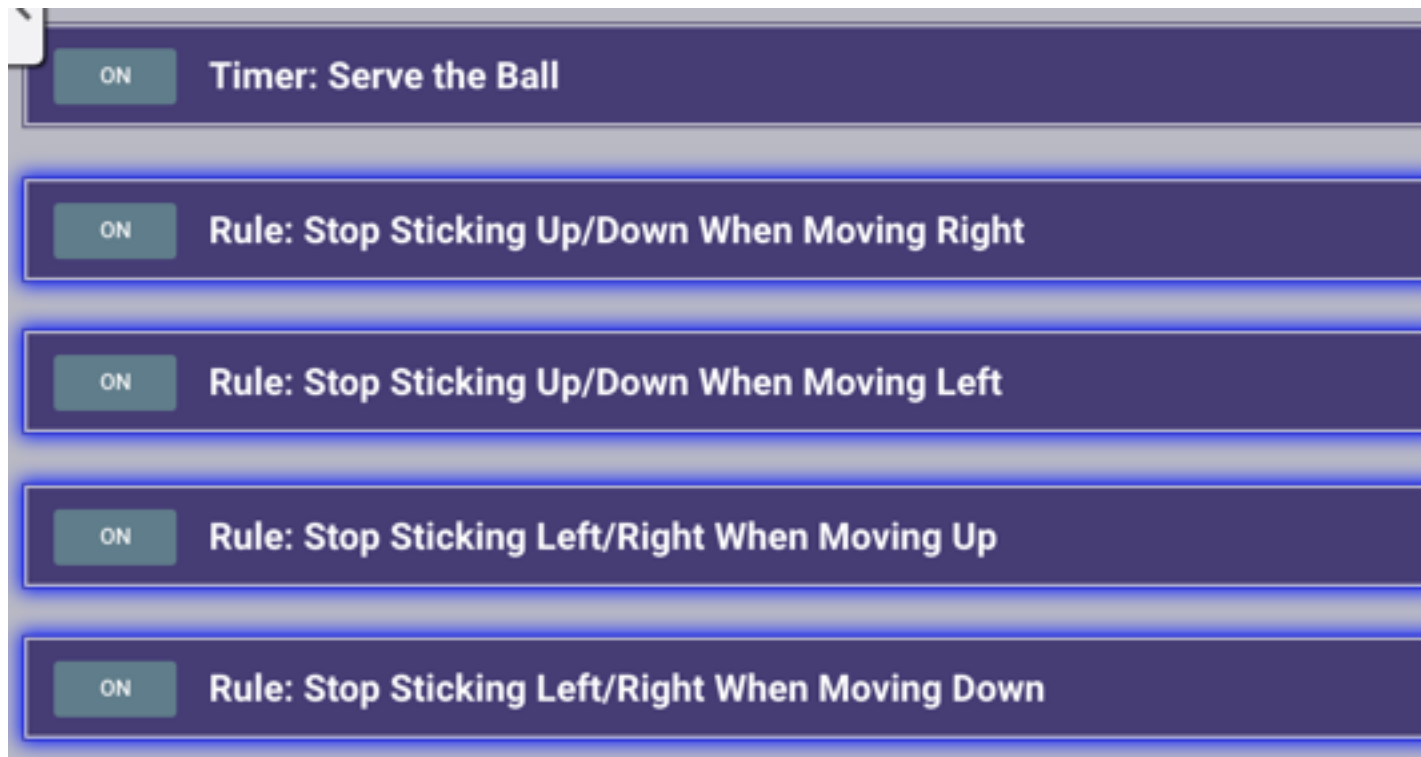 ON Timer: Serve the Ball
ON Rule: Stop Sticking Up/Down When Moving Right
ON Rule: Stop Sticking Up/Down When Moving Left
ON Rule: Stop Sticking Left/Right When Moving Up
ON Rule: Stop Sticking Left/Right When Moving Down